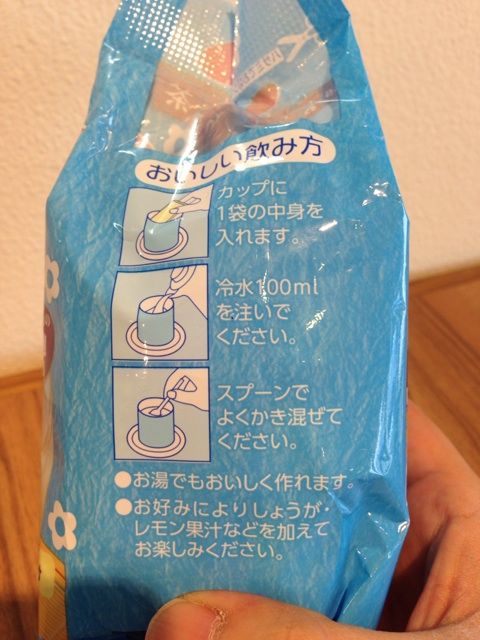 茶
おいしい飲み方
カップに
1袋の中身を
入れます。
冷水100ml
を注いで
ください。
スプーンで
よくかき混ぜて
ください。
●お湯でもおいしく作れます。
●お好みによりしょうが・
レモン果汁などを加えて
お楽しみください。